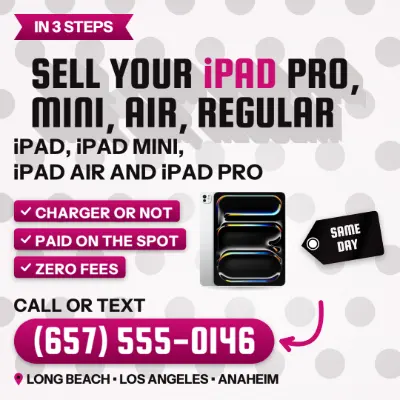 IN 3 STEPS
SELL YOUR iPAD PRO,
MINI, AIR, REGULAR
iPAD, iPAD MINI,
iPAD AIR AND iPAD PRO
CHARGER OR NOT
PAID ON THE SPOT
ZERO FEES
SAME
DAY
CALL OR TEXT
(657) 555-0146
LONG BEACH • LOS ANGELES • ANAHEIM